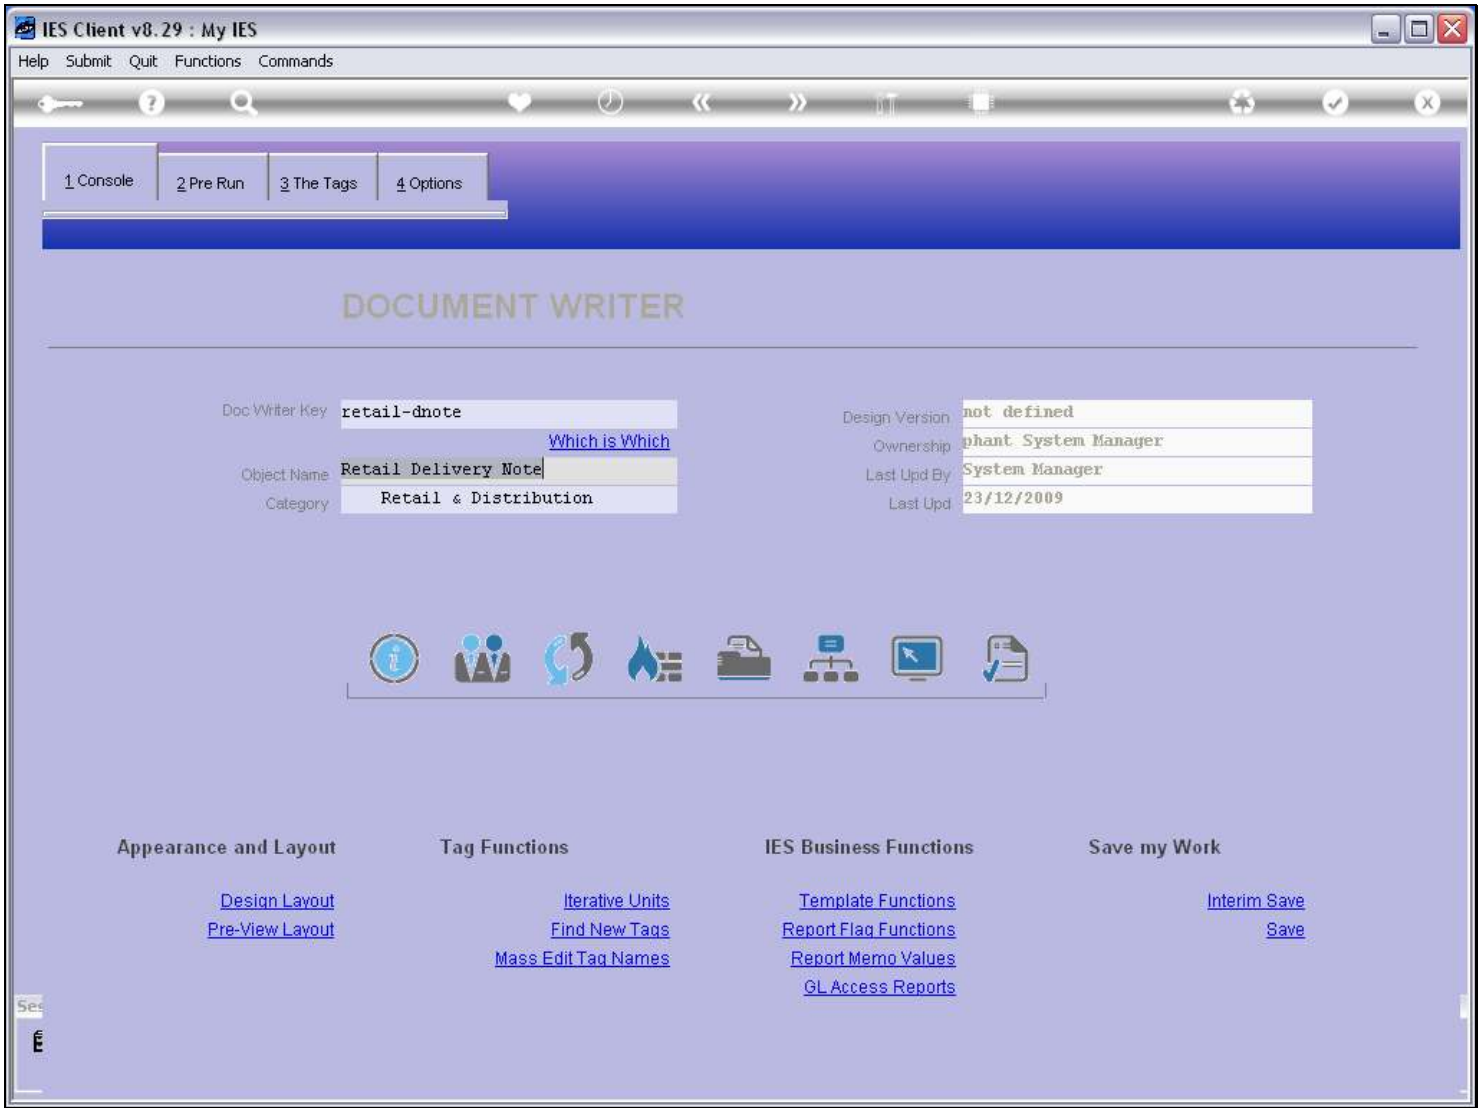 IES Client v8.29 : My IES
Help Submit Quit Functions Commands
1 Console 2 Pre Run 3 The Tags 4 Options
DOCUMENT WRITER
Doc Writer Key retail-dnote
Which is Which
Object Name Retail Delivery Note
Category Retail & Distribution
Design Version not defined
Ownership phant System Manager
Last Upd By System Manager
Last Upd 23/12/2009
Appearance and Layout
Design Layout
Pre-View Layout
Tag Functions
Iterative Units
Find New Tags
Mass Edit Tag Names
IES Business Functions
Template Functions
Report Flag Functions
Report Memo Values
GL Access Reports
Save my Work
Interim Save
Save
Ses